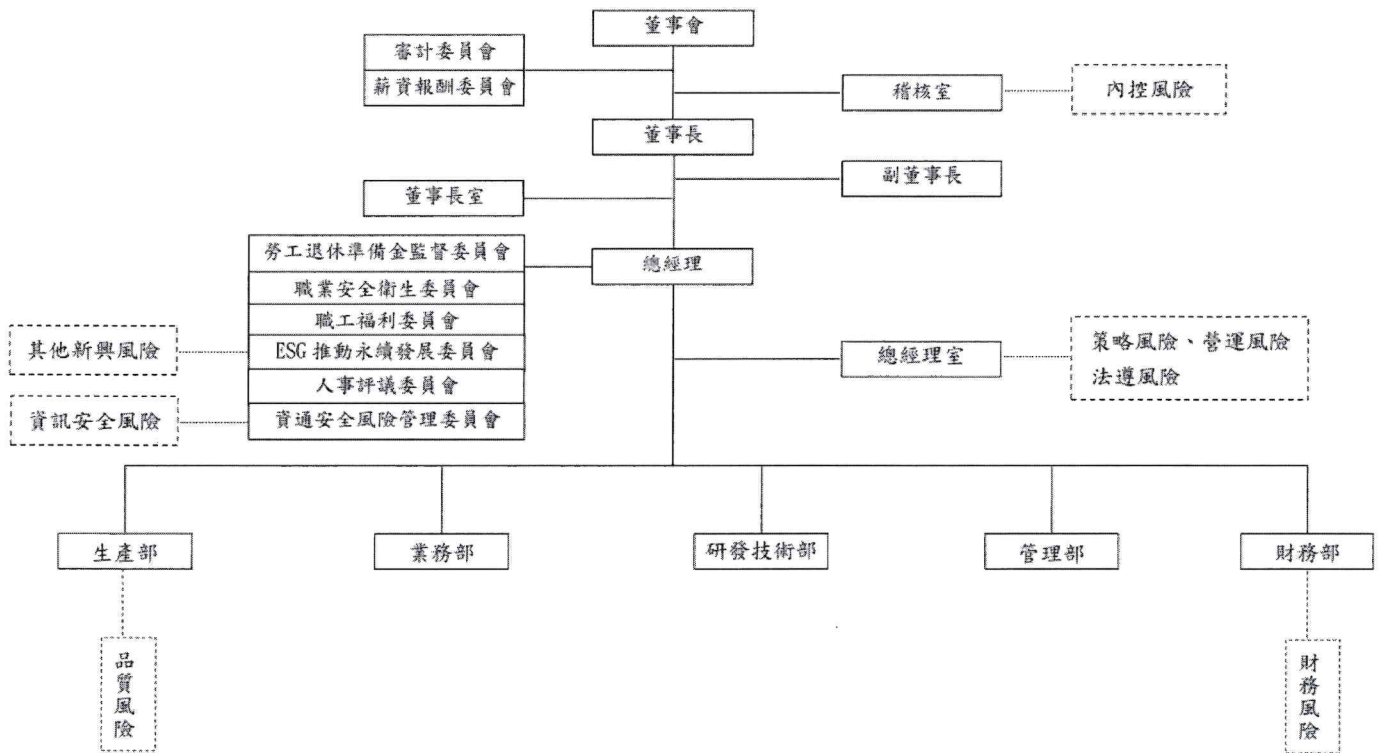 董事會
審計委員會
薪資報酬委員會
稽核室
內控風險
董事長
副董事長
董事長室
勞工退休準備金監督委員會
總經理
職業安全衛生委員會
職工福利委員會
其他新興風險
ESG 推動永續發展委員會
總經理室
策略風險、營運風險
法遵風險
人事評議委員會
資訊安全風險
資通安全風險管理委員會
生產部
業務部
研發技術部
管理部
財務部
品質風險
財務風險